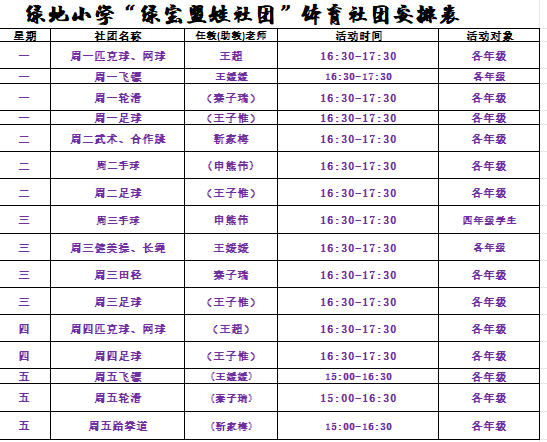 绿地小学“绿宝盟娃社团”体育社团安排表
星期 社团名称 任教(助教)老师 活动时间 活动对象
一 周一匹克球、网球 王超 16:30-17:30 各年级
一 周一飞镖 王媛媛 16:30-17:30 各年级
一 周一轮滑 (秦子瑞) 16:30-17:30 各年级
一 周一足球 (王子惟) 16:30-17:30 各年级
二 周二武术、合作跳 靳家梅 16:30-17:30 各年级
二 周二手球 (申熊伟) 16:30-17:30 各年级
二 周二足球 (王子惟) 16:30-17:30 各年级
三 周三手球 申熊伟 16:30-17:30 四年级学生
三 周三健美操、长绳 王媛媛 16:30-17:30 各年级
三 周三田径 秦子瑞 16:30-17:30 各年级
三 周三足球 (王子惟) 16:30-17:30 各年级
四 周四匹克球、网球 (王超) 16:30-17:30 各年级
四 周四足球 (王子惟) 16:30-17:30 各年级
五 周五飞镖 (王媛媛) 15:00-16:30 各年级
五 周五轮滑 (秦子瑞) 15:00-16:30 各年级
五 周五跆拳道 (靳家梅) 15:00-16:30 各年级